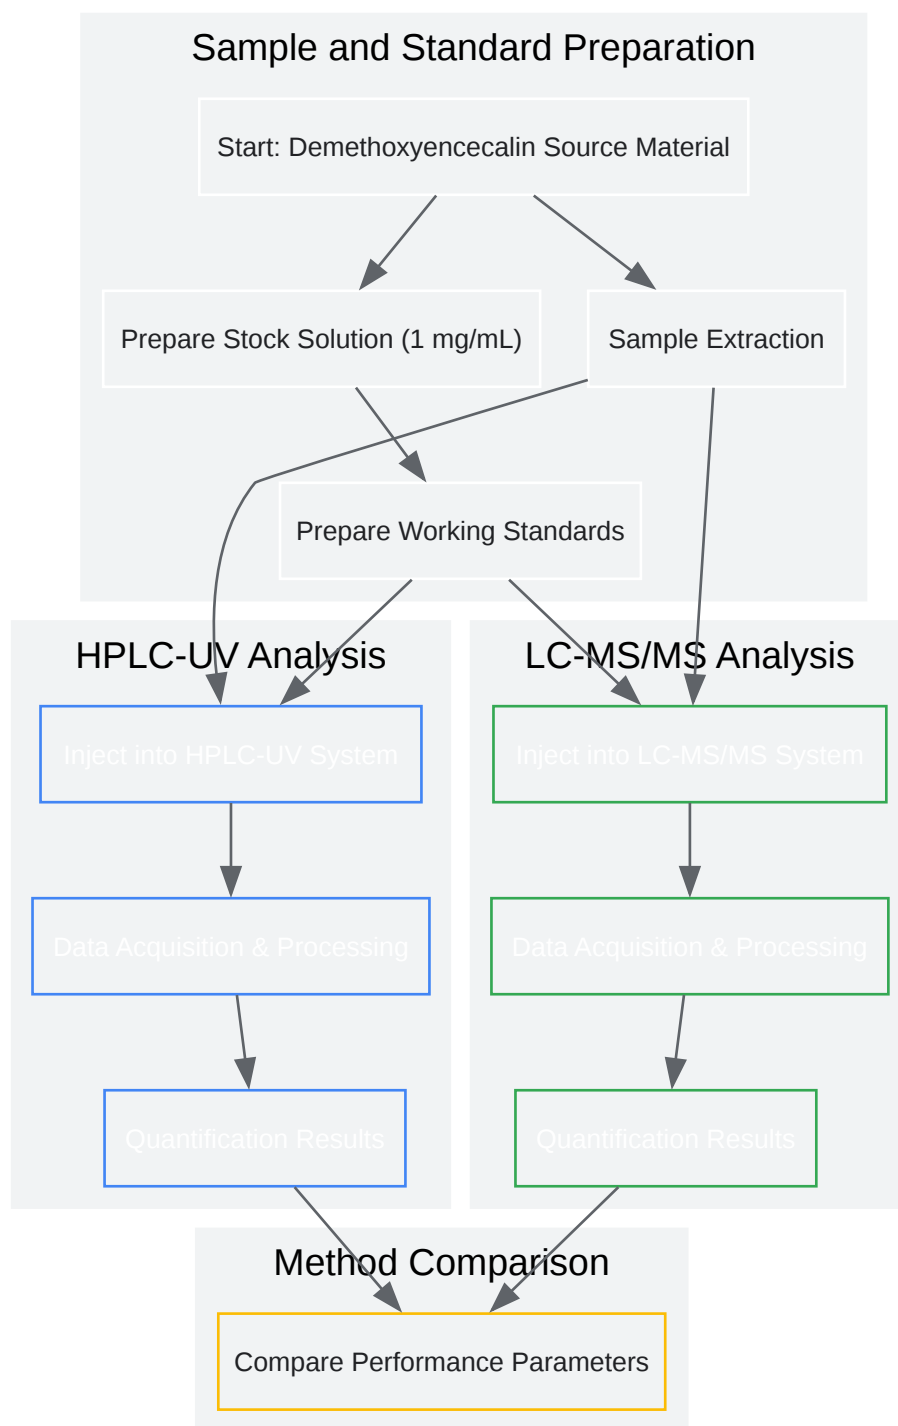 Sample and Standard Preparation
Start: Demethoxyencecalin Source Material
Prepare Stock Solution (1 mg/mL)
Sample Extraction
Prepare Working Standards
HPLC-UV Analysis
LC-MS/MS Analysis
Inject into HPLC-UV System
Inject into LC-MS/MS System
Data Acquisition & Processing
Data Acquisition & Processing
Quantification Results
Quantification Results
Method Comparison
Compare Performance Parameters